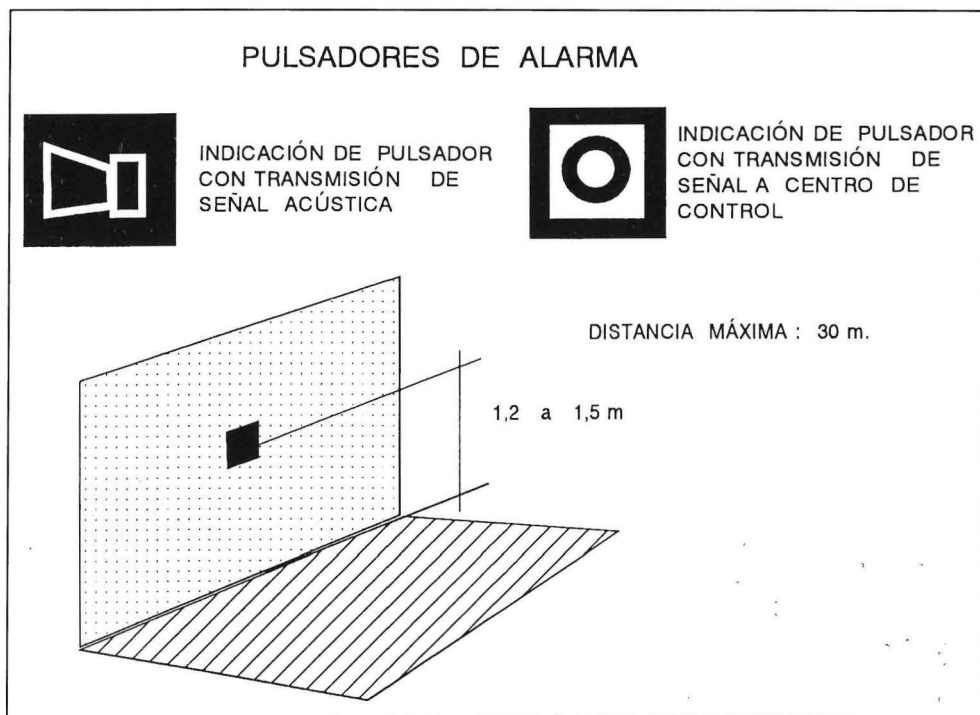 PULSADORES DE ALARMA
INDICACIÓN DE PULSADOR
CON TRANSMISIÓN DE
SEÑAL ACÚSTICA
INDICACIÓN DE PULSADOR
CON TRANSMISIÓN DE
SEÑAL A CENTRO DE
CONTROL
DISTANCIA MÁXIMA : 30 m.
1,2 a 1,5 m